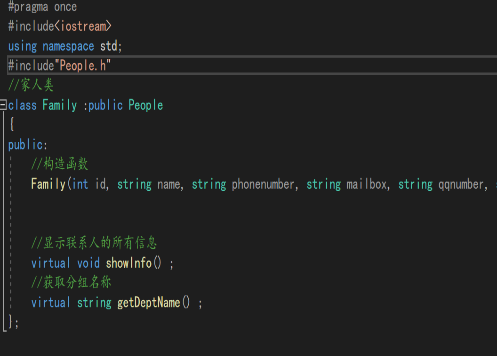 #pragma once
#include<iostream>
using namespace std;
#include"People.h"
//家人类
class Family :public People
{
public:
//构造函数
Family(int id, string name, string phonenumber, string mailbox, string qqnumber,
//显示联系人的所有信息
virtual void showInfo() ;
//获取分组名称
virtual string getDeptName() ;
};